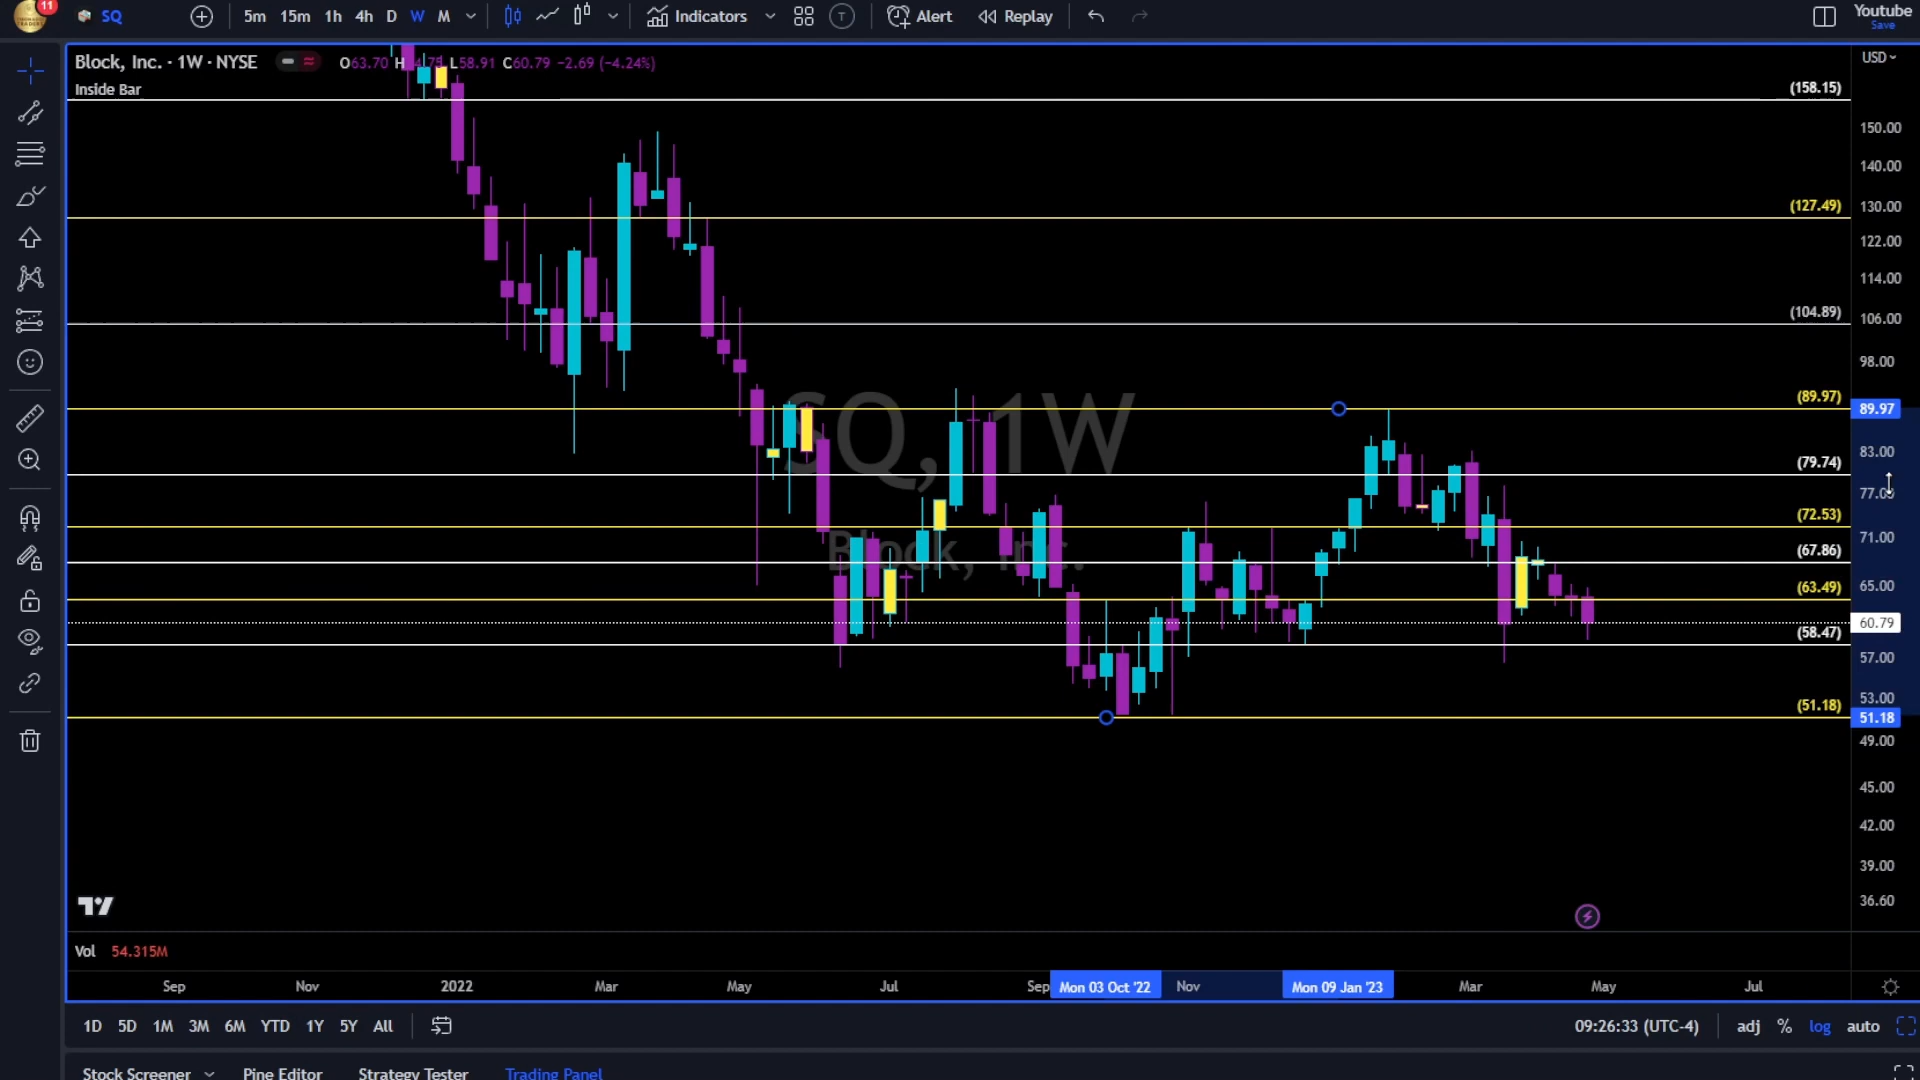 11
SQ
5m 15m 1h 4h D W M
Indicators
T
Alert
Replay
Youtube
Save
Block, Inc. · 1W · NYSE
O63.70 H L58.91 C60.79 −2.69 (−4.24%)
USD
Inside Bar
(158.15)
150.00
140.00
(127.49)
130.00
122.00
114.00
(104.89)
106.00
98.00
(89.97)
89.97
SQ, 1W
83.00
(79.74)
(72.53)
Block, Inc.
71.00
(67.86)
(63.49)
65.00
60.79
(58.47)
57.00
53.00
(51.18)
51.18
49.00
45.00
42.00
39.00
36.60
Vol 54.315M
Sep Nov 2022 Mar May Jul Sep Mon 03 Oct '22 Nov Mon 09 Jan '23 Mar May Jul
1D 5D 1M 3M 6M YTD 1Y 5Y All
09:26:33 (UTC-4)
adj % log auto
Stock Screener Pine Editor Strategy Tester Trading Panel